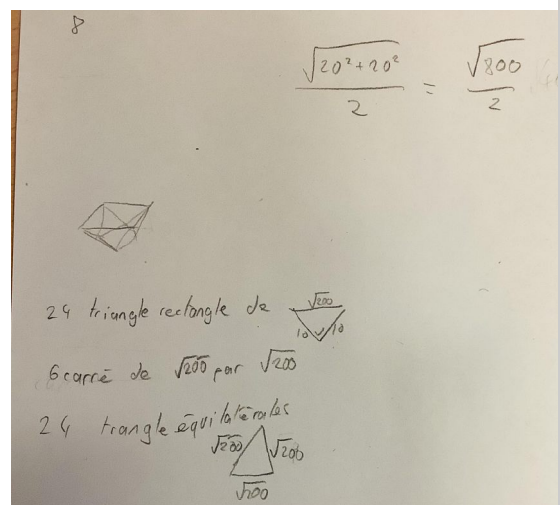 8
√20²+20² / 2 = √800 / 2
24 triangle rectangle de
√200
10 10
6 carré de √200 par √200
24 trangle équilatérales
√200 √200
√200